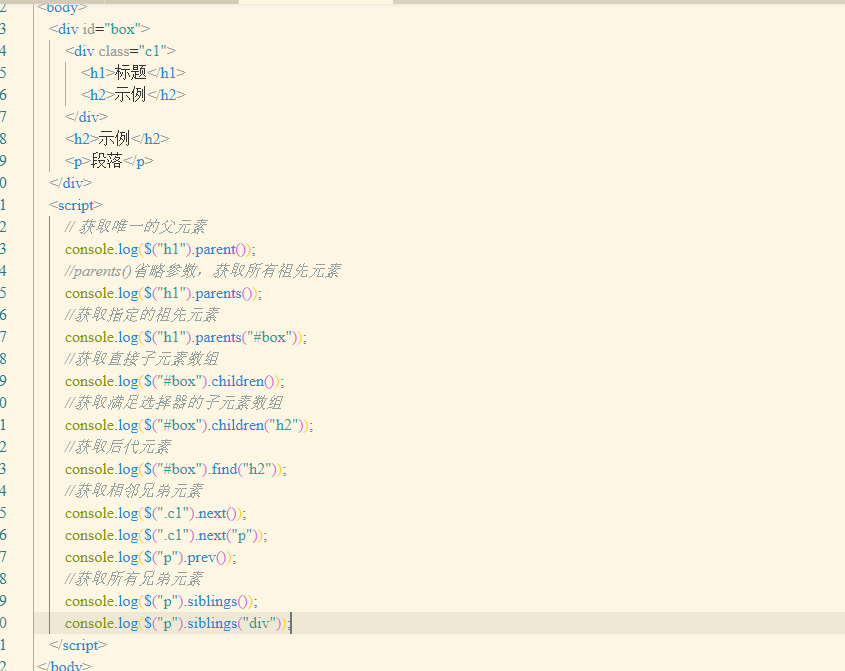 2 <body>
3 <div id="box">
4 <div class="c1">
5 <h1>标题</h1>
6 <h2>示例</h2>
7 </div>
8 <h2>示例</h2>
9 <p>段落</p>
0 </div>
1 <script>
2 // 获取唯一的父元素
3 console.log($("h1").parent());
4 //parents()省略参数，获取所有祖先元素
5 console.log($("h1").parents());
6 //获取指定的祖先元素
7 console.log($("h1").parents("#box"));
8 //获取直接子元素数组
9 console.log($("#box").children());
0 //获取满足选择器的子元素数组
1 console.log($("#box").children("h2"));
2 //获取后代元素
3 console.log($("#box").find("h2"));
4 //获取相邻兄弟元素
5 console.log($(".c1").next());
6 console.log($(".c1").next("p"));
7 console.log($("p").prev());
8 //获取所有兄弟元素
9 console.log($("p").siblings());
0 console.log($("p").siblings("div"));
1 </script>
2 </body>